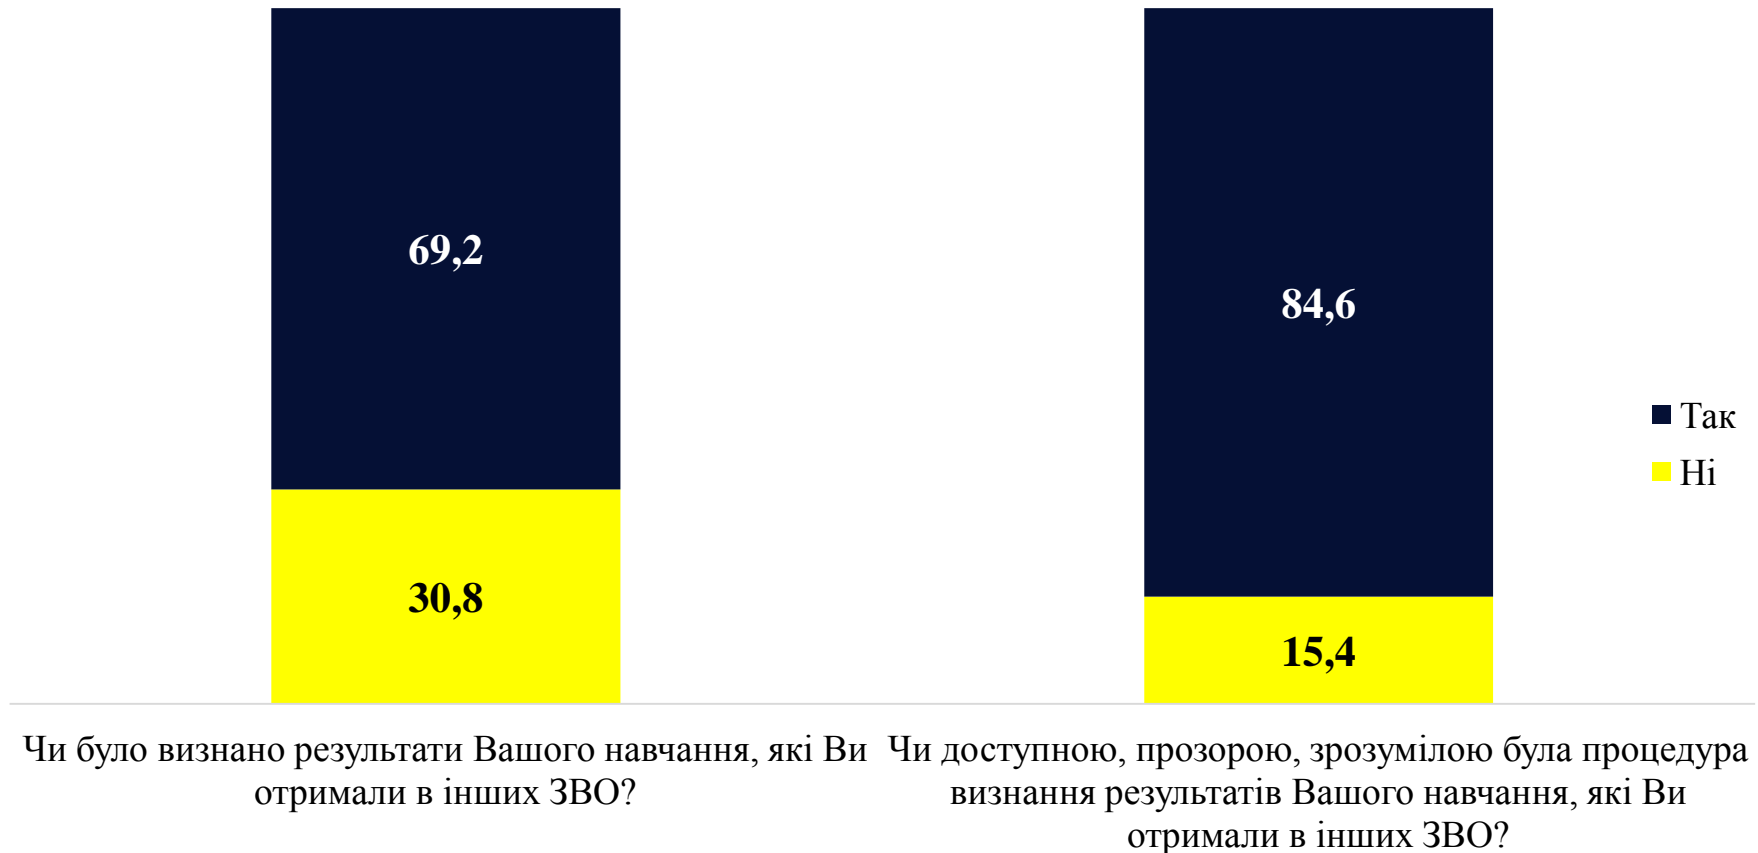 69,2
30,8
84,6
15,4
Так
Ні
Чи було визнано результати Вашого навчання, які Ви
отримали в інших ЗВО?
Чи доступною, прозорою, зрозумілою була процедура
визнання результатів Вашого навчання, які Ви
отримали в інших ЗВО?